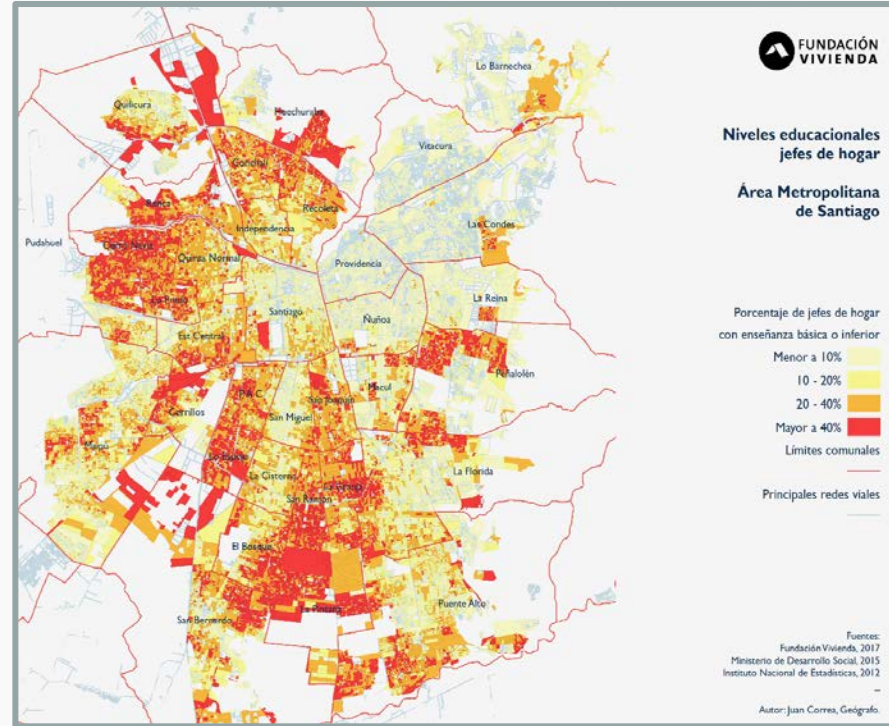 FUNDACIÓN
VIVIENDA
Niveles educacionales
jefes de hogar
Área Metropolitana
de Santiago
Porcentaje de jefes de hogar
con enseñanza básica o inferior
Menor a 10%
10 - 20%
20 - 40%
Mayor a 40%
Límites comunales
Principales redes viales
Fuentes:
Fundación Vivienda, 2017
Ministerio de Desarrollo Social, 2015
Instituto Nacional de Estadísticas, 2012
Autor: Juan Correa, Geógrafo.
Lo Barnechea
Quilicura
Huechuraba
Vitacura
Conchalí
Renca
Recoleta
Independencia
Las Condes
Pudahuel
Cerro Navia
Quinta Normal
Providencia
Lo Prado
Santiago
Ñuñoa
La Reina
Est. Central
Peñalolén
Macul
P.A.C.
San Joaquín
Cerrillos
San Miguel
Maipú
Lo Espejo
La Cisterna
La Granja
La Florida
San Ramón
El Bosque
La Pintana
Puente Alto
San Bernardo